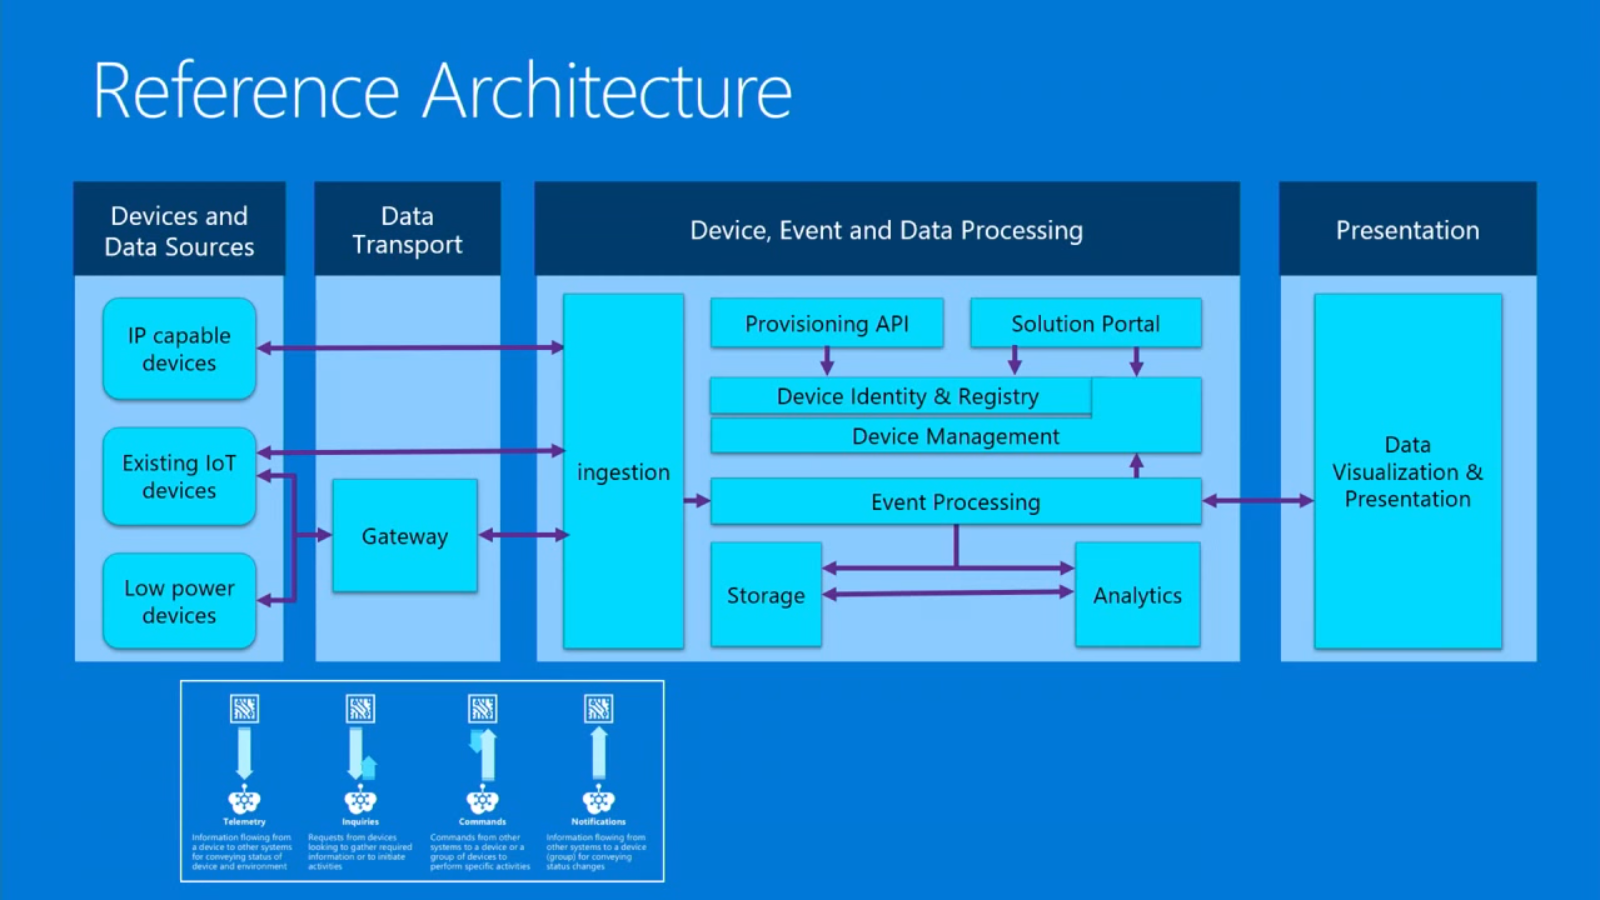 Reference Architecture
Devices and
Data Sources
Data
Transport
Device, Event and Data Processing
Presentation
IP capable
devices
Existing IoT
devices
Low power
devices
Gateway
ingestion
Provisioning API
Solution Portal
Device Identity & Registry
Device Management
Event Processing
Storage
Analytics
Data
Visualization &
Presentation
Telemetry
Information flowing from
a device to other systems
for conveying status of
device and environment
Inquiries
Requests from devices
looking to gather required
information or to initiate
activities
Commands
Commands from other
systems to a device or a
group of devices to
perform specific activities
Notifications
Information flowing from
other systems to a device
(group) for conveying
status changes